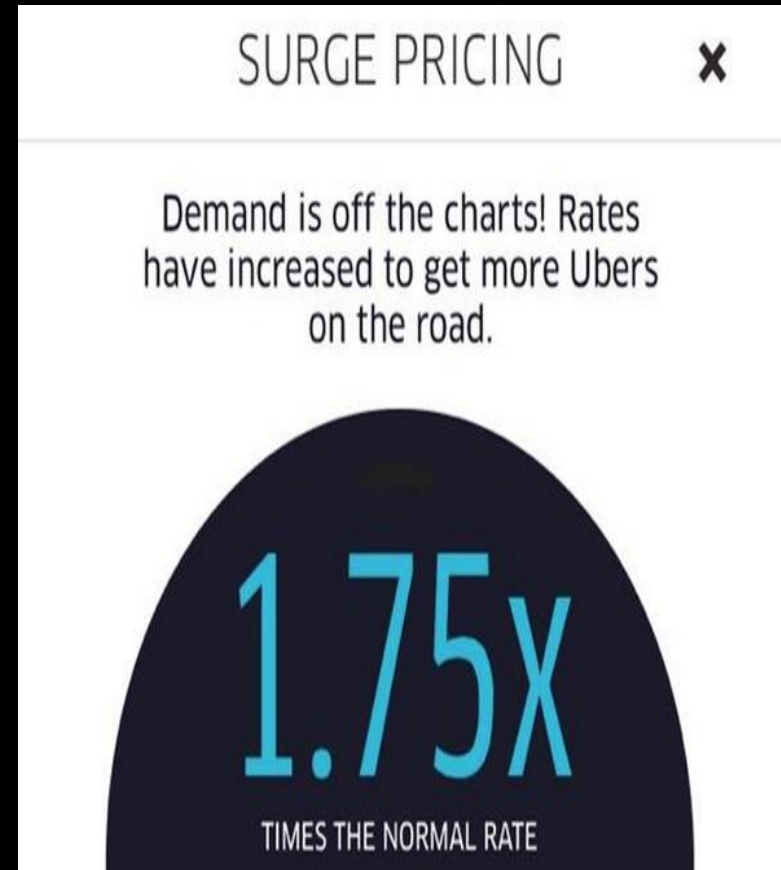 SURGE PRICING
Demand is off the charts! Rates
have increased to get more Ubers
on the road.
1.75x
TIMES THE NORMAL RATE